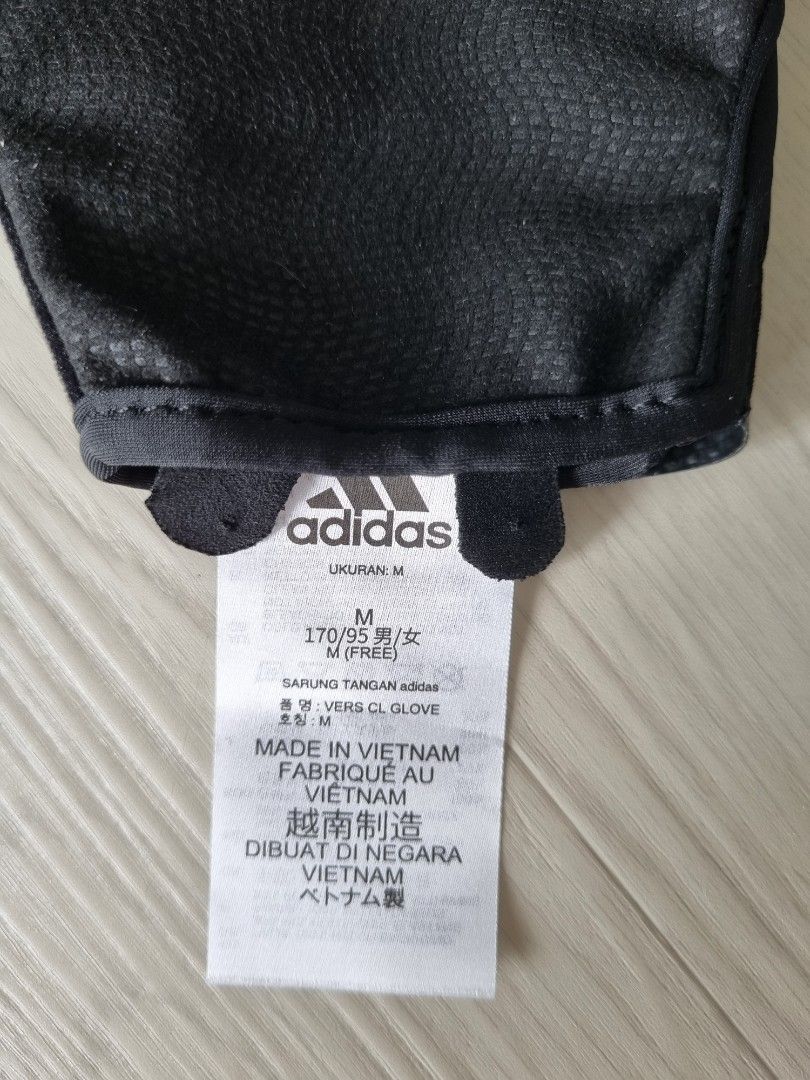 adidas
UKURAN: M
M
170/95 男/女
M (FREE)
SARUNG TANGAN adidas
품 명 : VERS CL GLOVE
호칭 : M
MADE IN VIETNAM
FABRIQUÉ AU
VIÊTNAM
越南制造
DIBUAT DI NEGARA
VIETNAM
ベトナム製